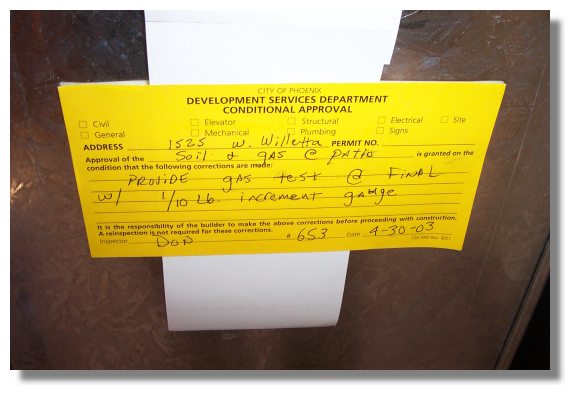 CITY OF PHOENIX
DEVELOPMENT SERVICES DEPARTMENT
CONDITIONAL APPROVAL
Civil Elevator Structural Electrical Site
General Mechanical Plumbing Signs
ADDRESS 1525 W. Willetta PERMIT NO.
Approval of the Soil & gAS @ pAtio is granted on the
condition that the following corrections are made:
PROVIDE gAS test @ FINAL
W/ 1/10 Lb. increment gauge
It is the responsibility of the builder to make the above corrections before proceeding with construction.
A reinspection is not required for these corrections.
Inspector DON # 653 Date 4-30-03